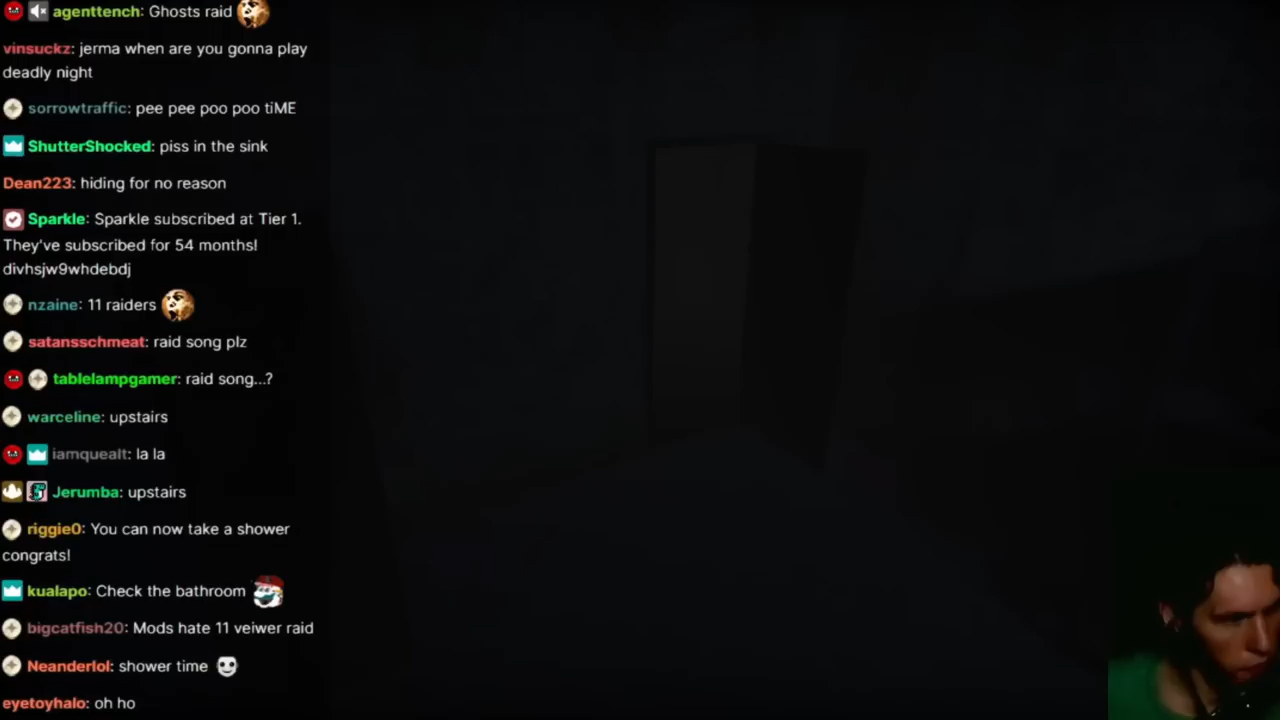 agenttench: Ghosts raid
vinsuckz: jerma when are you gonna play
deadly night
sorrowtraffic: pee pee poo poo tiME
ShutterShocked: piss in the sink
Dean223: hiding for no reason
Sparkle: Sparkle subscribed at Tier 1.
They've subscribed for 54 months!
divhsjw9whdebdj
nzaine: 11 raiders
satansschmeat: raid song plz
tablelampgamer: raid song...?
warceline: upstairs
iamquealt: la la
Jerumba: upstairs
riggie0: You can now take a shower
congrats!
kualapo: Check the bathroom
bigcatfish20: Mods hate 11 veiwer raid
Neanderlol: shower time
eyetoyhalo: oh ho